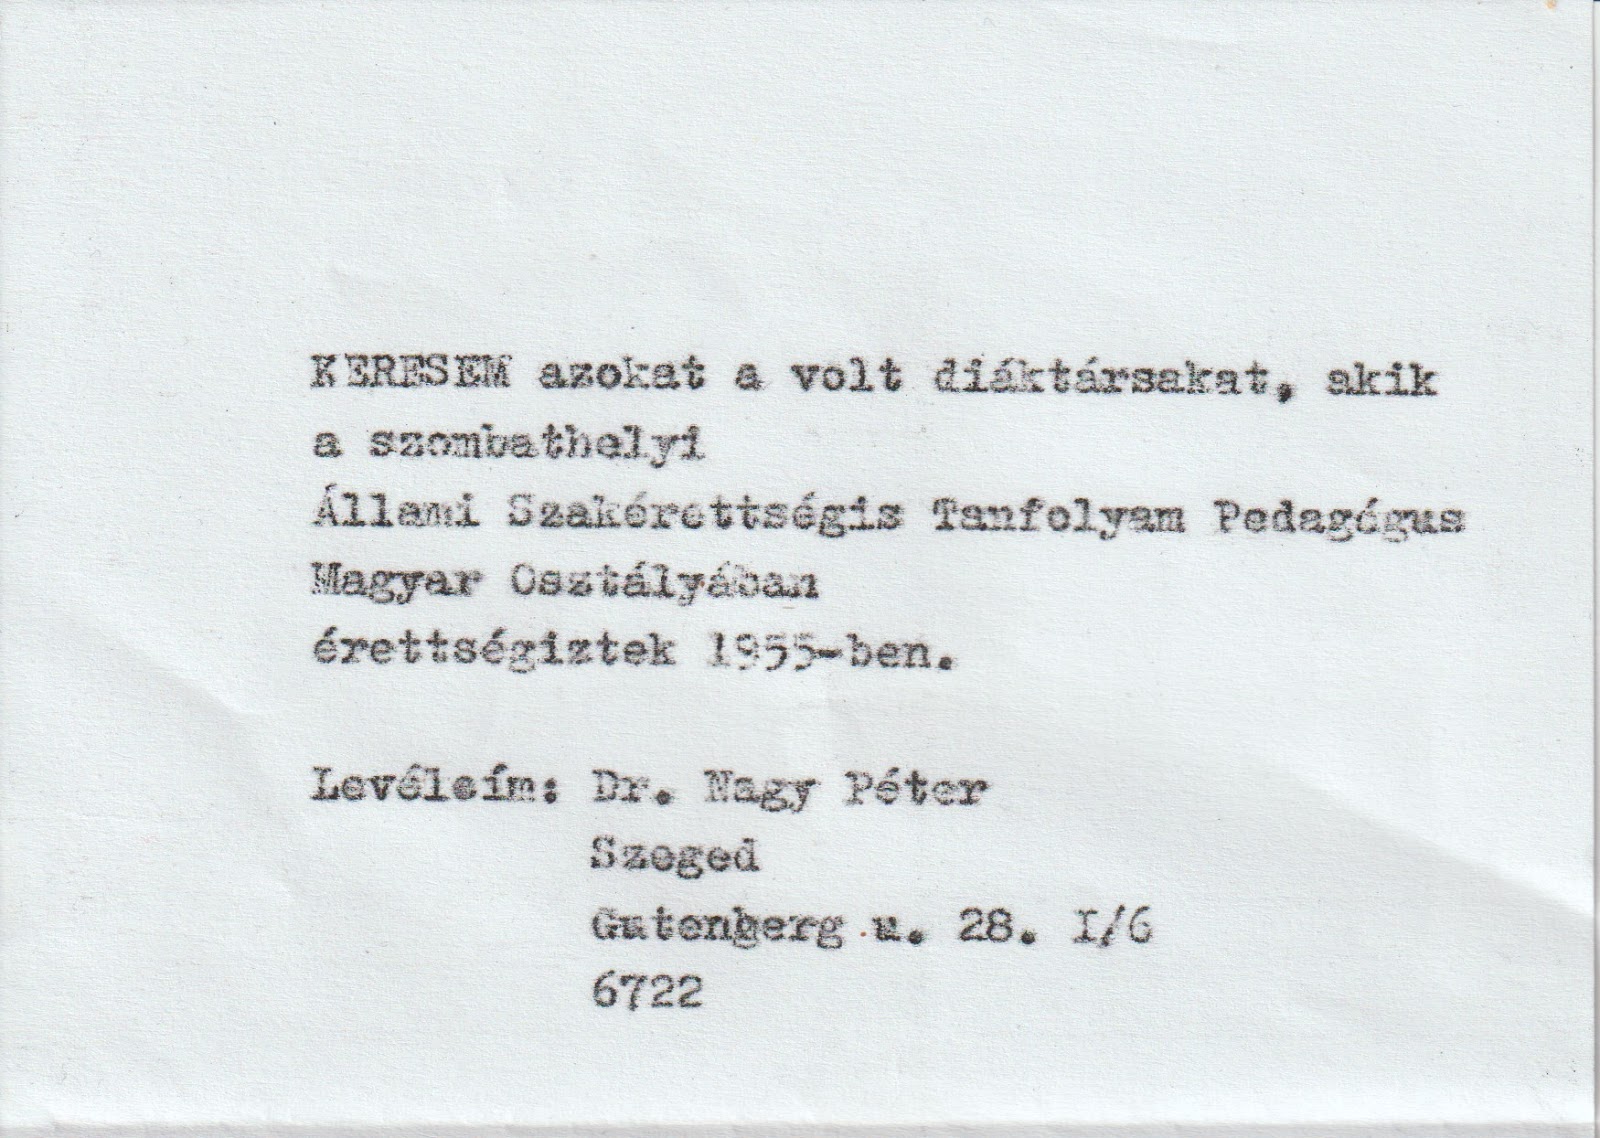 KERESEM azokat a volt diáktársakat, akik
a szombathelyi
Állami Szakérettségis Tanfolyam Pedagógus
Magyar Osztályában
érettségiztek 1955-ben.
Levélcím: Dr. Nagy Péter
Szeged
Gutenberg u. 28. I/6
6722